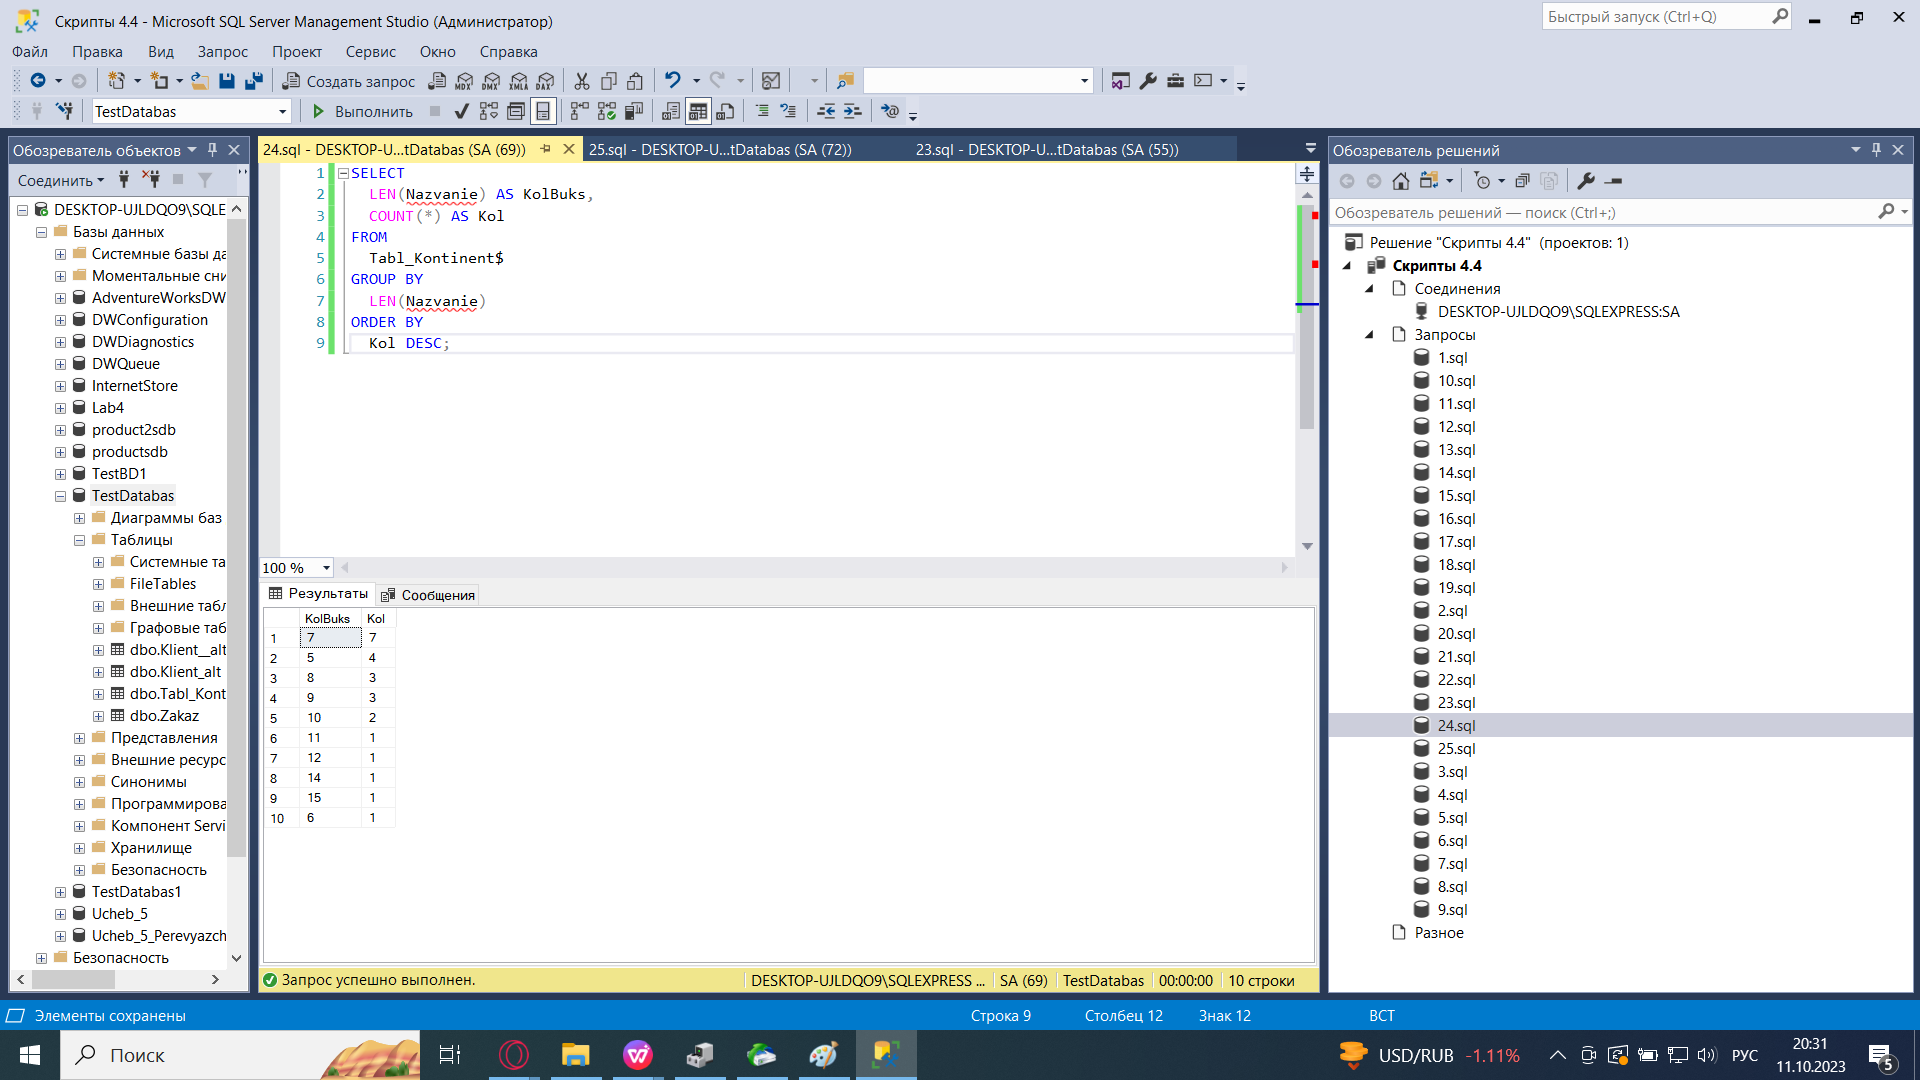 Скрипты 4.4 - Microsoft SQL Server Management Studio (Администратор)
Быстрый запуск (Ctrl+Q)
Файл Правка Вид Запрос Проект Сервис Окно Справка
Создать запрос
MDX DMX XMLA DAX
TestDatabas
Выполнить
Обозреватель объектов
Соединить
DESKTOP-UJLDQO9\SQLE
Базы данных
Системные базы да
Моментальные сни
AdventureWorksDW
DWConfiguration
DWDiagnostics
DWQueue
InternetStore
Lab4
product2sdb
productsdb
TestBD1
TestDatabas
Диаграммы баз
Таблицы
Системные та
FileTables
Внешние табл
Графовые таб
dbo.Klient__alt
dbo.Klient_alt
dbo.Tabl_Kont
dbo.Zakaz
Представления
Внешние ресурс
Синонимы
Программирова
Компонент Servi
Хранилище
Безопасность
TestDatabas1
Ucheb_5
Ucheb_5_Perevyazch
Безопасность
24.sql - DESKTOP-U...tDatabas (SA (69))
25.sql - DESKTOP-U...tDatabas (SA (72))
23.sql - DESKTOP-U...tDatabas (SA (55))
1 SELECT
2 LEN(Nazvanie) AS KolBuks,
3 COUNT(*) AS Kol
4 FROM
5 Tabl_Kontinent$
6 GROUP BY
7 LEN(Nazvanie)
8 ORDER BY
9 Kol DESC;
100 %
Результаты Сообщения
KolBuks Kol
1 7 7
2 5 4
3 8 3
4 9 3
5 10 2
6 11 1
7 12 1
8 14 1
9 15 1
10 6 1
Запрос успешно выполнен.
DESKTOP-UJLDQO9\SQLEXPRESS ... SA (69) TestDatabas 00:00:00 10 строки
Обозреватель решений
Обозреватель решений — поиск (Ctrl+;)
Решение "Скрипты 4.4" (проектов: 1)
Скрипты 4.4
Соединения
DESKTOP-UJLDQO9\SQLEXPRESS:SA
Запросы
1.sql
10.sql
11.sql
12.sql
13.sql
14.sql
15.sql
16.sql
17.sql
18.sql
19.sql
2.sql
20.sql
21.sql
22.sql
23.sql
24.sql
25.sql
3.sql
4.sql
5.sql
6.sql
7.sql
8.sql
9.sql
Разное
Элементы сохранены
Строка 9 Столбец 12 Знак 12 ВСТ
Поиск
USD/RUB -1.11%
РУС
20:31
11.10.2023
5